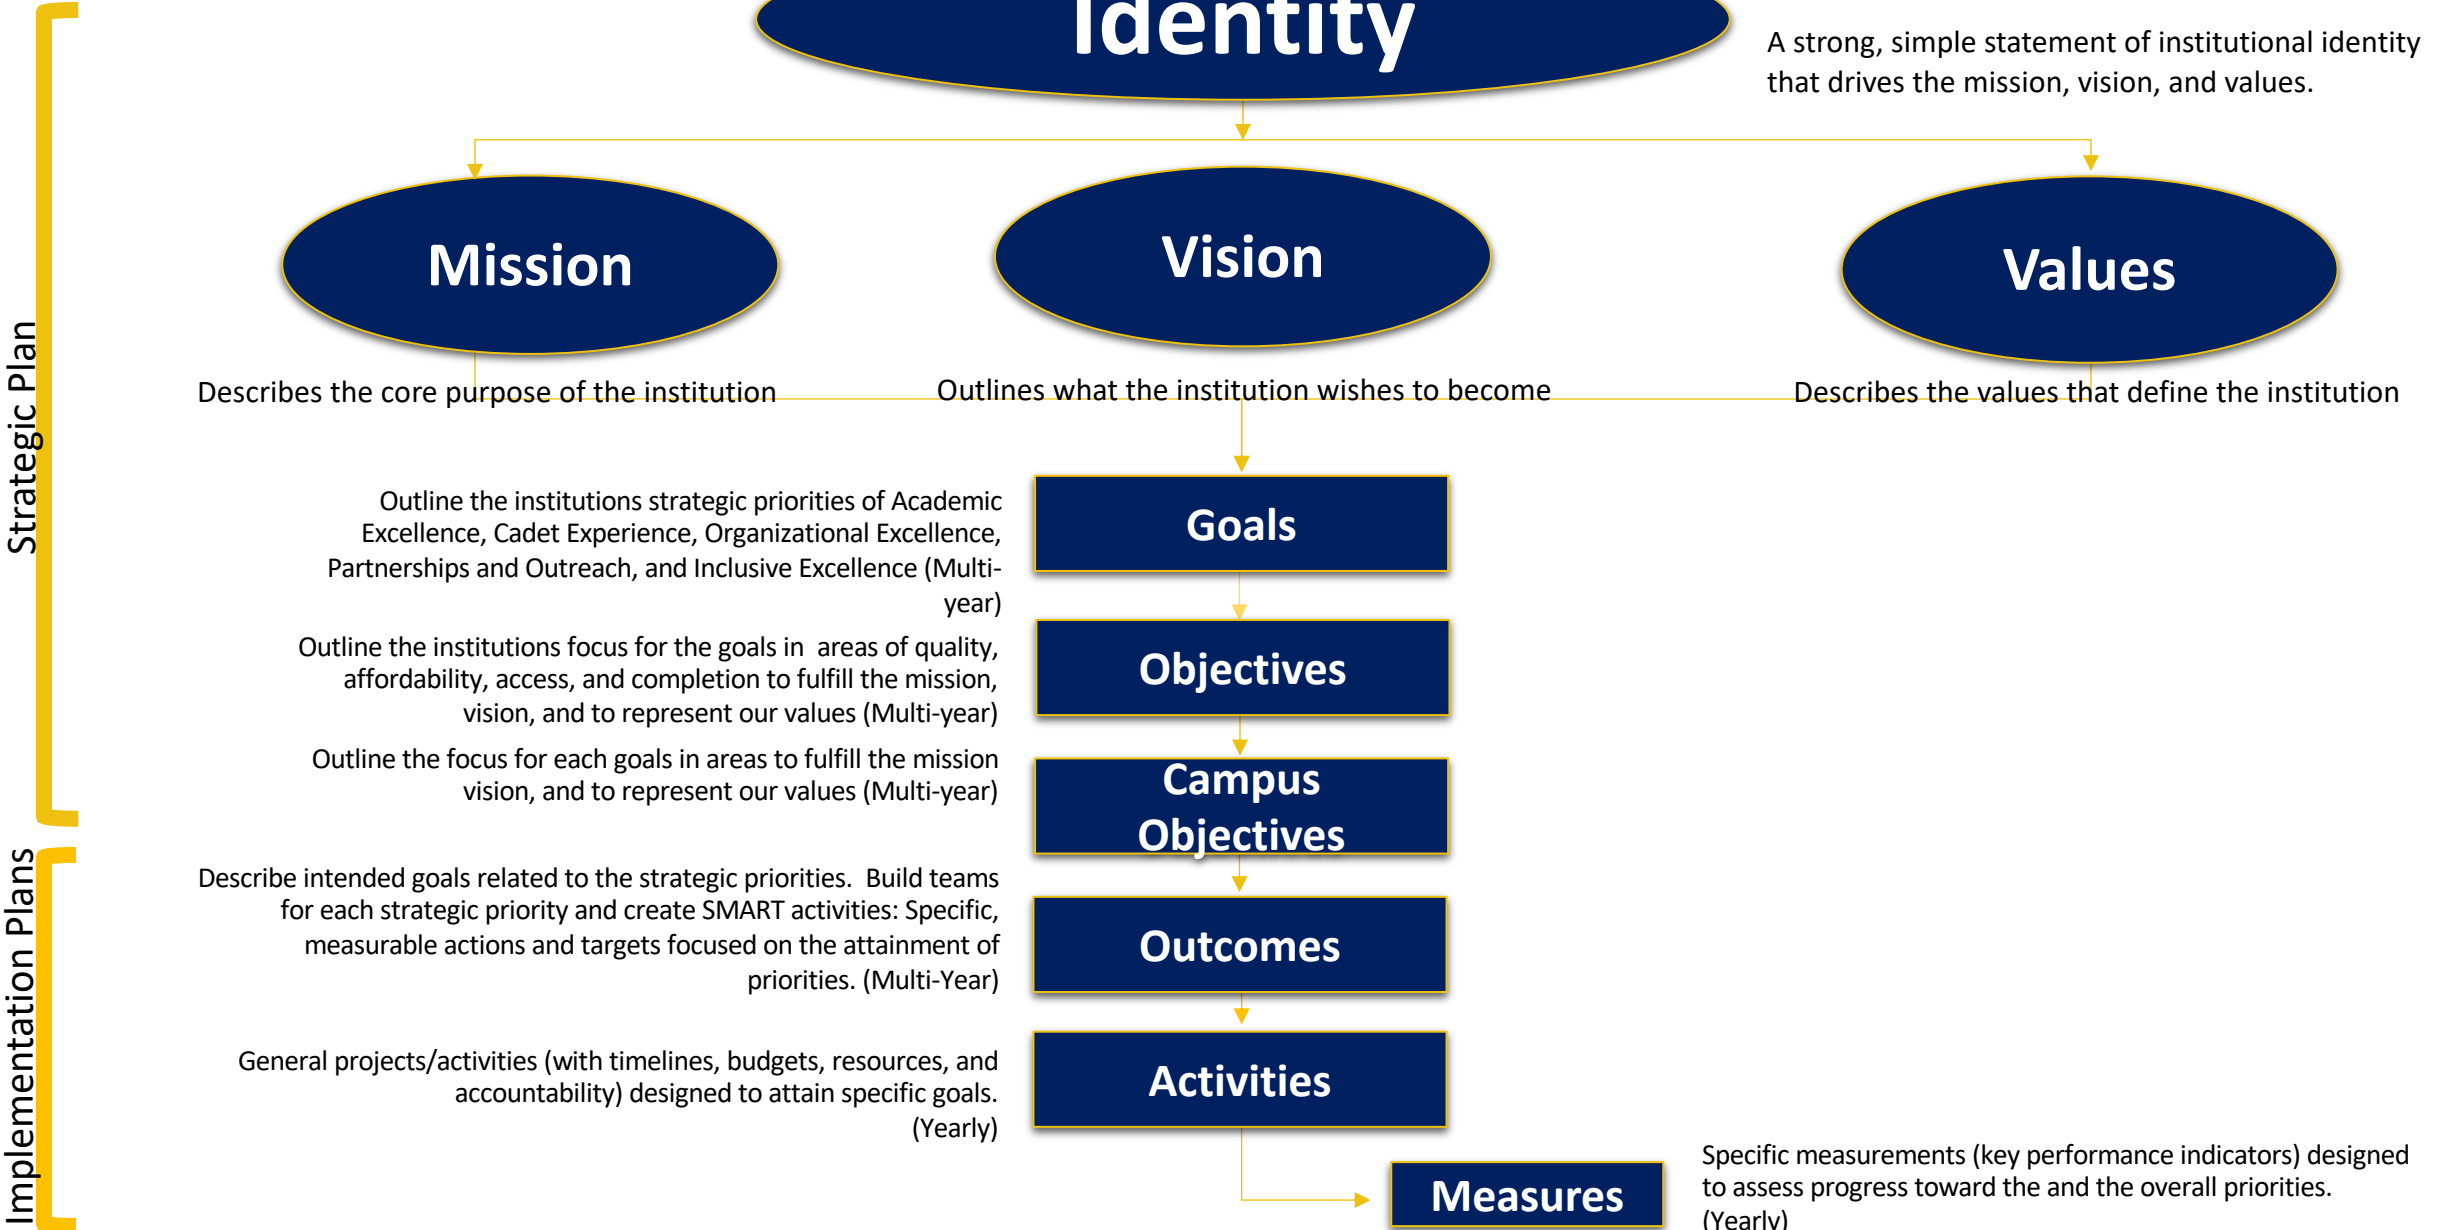 Identity
A strong, simple statement of institutional identity
that drives the mission, vision, and values.
Strategic Plan
Mission
Vision
Values
Describes the core purpose of the institution
Outlines what the institution wishes to become
Describes the values that define the institution
Outline the institutions strategic priorities of Academic
Excellence, Cadet Experience, Organizational Excellence,
Partnerships and Outreach, and Inclusive Excellence (Multi-
year)
Goals
Outline the institutions focus for the goals in  areas of quality,
affordability, access, and completion to fulfill the mission,
vision, and to represent our values (Multi-year)
Objectives
Outline the focus for each goals in areas to fulfill the mission
vision, and to represent our values (Multi-year)
Campus
Objectives
Implementation Plans
Describe intended goals related to the strategic priorities.  Build teams
for each strategic priority and create SMART activities: Specific,
measurable actions and targets focused on the attainment of
priorities. (Multi-Year)
Outcomes
General projects/activities (with timelines, budgets, resources, and
accountability) designed to attain specific goals.
(Yearly)
Activities
Measures
Specific measurements (key performance indicators) designed
to assess progress toward the and the overall priorities.
(Yearly)